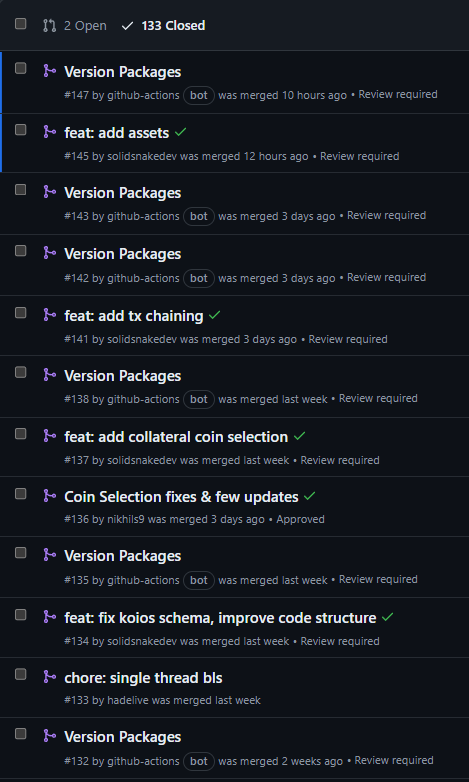 2 Open 133 Closed
Version Packages
#147 by github-actions bot was merged 10 hours ago • Review required
feat: add assets
#145 by solidsnakedev was merged 12 hours ago • Review required
Version Packages
#143 by github-actions bot was merged 3 days ago • Review required
Version Packages
#142 by github-actions bot was merged 3 days ago • Review required
feat: add tx chaining
#141 by solidsnakedev was merged 3 days ago • Review required
Version Packages
#138 by github-actions bot was merged last week • Review required
feat: add collateral coin selection
#137 by solidsnakedev was merged last week • Review required
Coin Selection fixes & few updates
#136 by nikhils9 was merged 3 days ago • Approved
Version Packages
#135 by github-actions bot was merged last week • Review required
feat: fix koios schema, improve code structure
#134 by solidsnakedev was merged last week • Review required
chore: single thread bls
#133 by hadelive was merged last week
Version Packages
#132 by github-actions bot was merged 2 weeks ago • Review required